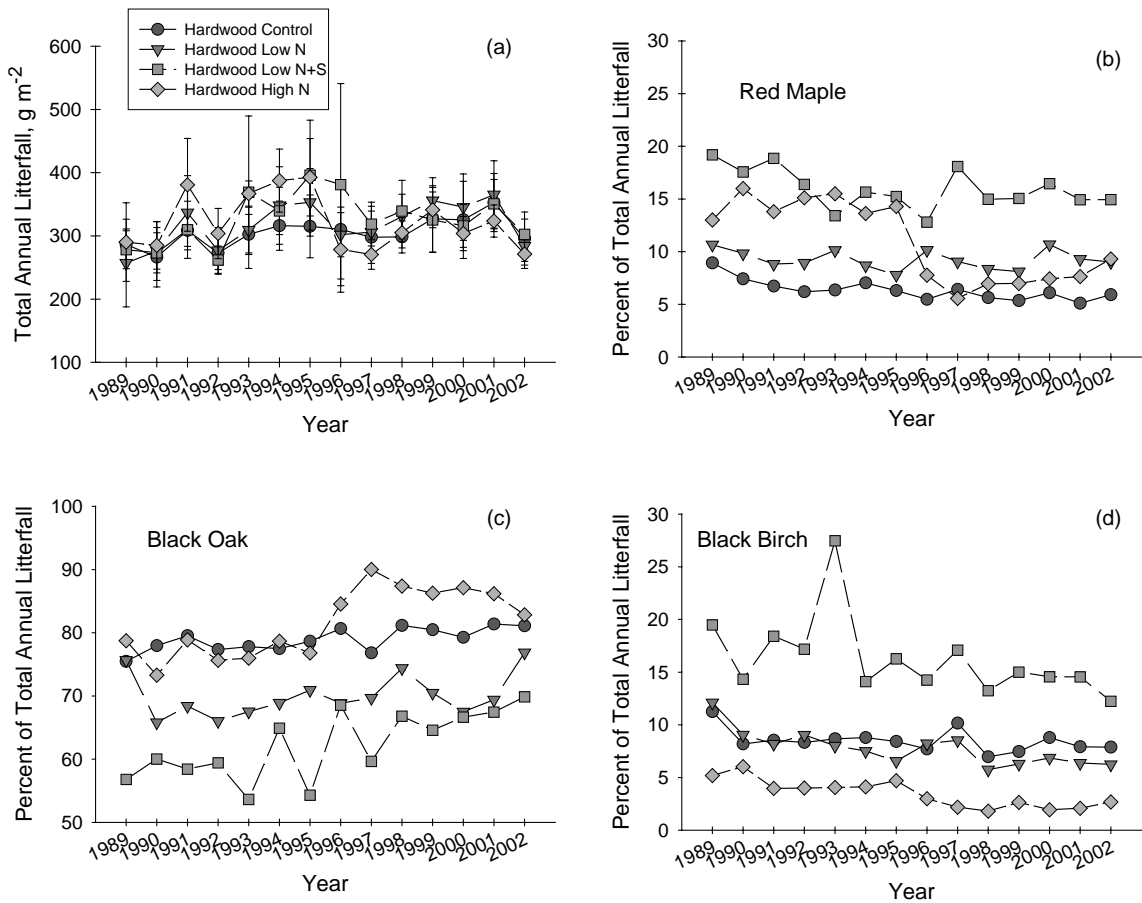 Hardwood Control
Hardwood Low N
Hardwood Low N+S
Hardwood High N
(a)
600
500
400
300
200
100
Total Annual Litterfall, g m-2
1989 1990 1991 1992 1993 1994 1995 1996 1997 1998 1999 2000 2001 2002
Year
(b)
Red Maple
30
25
20
15
10
5
0
Percent of Total Annual Litterfall
1989 1990 1991 1992 1993 1994 1995 1996 1997 1998 1999 2000 2001 2002
Year
(c)
Black Oak
100
90
80
70
60
50
Percent of Total Annual Litterfall
1989 1990 1991 1992 1993 1994 1995 1996 1997 1998 1999 2000 2001 2002
Year
(d)
Black Birch
30
25
20
15
10
5
0
Percent of Total Annual Litterfall
1989 1990 1991 1992 1993 1994 1995 1996 1997 1998 1999 2000 2001 2002
Year